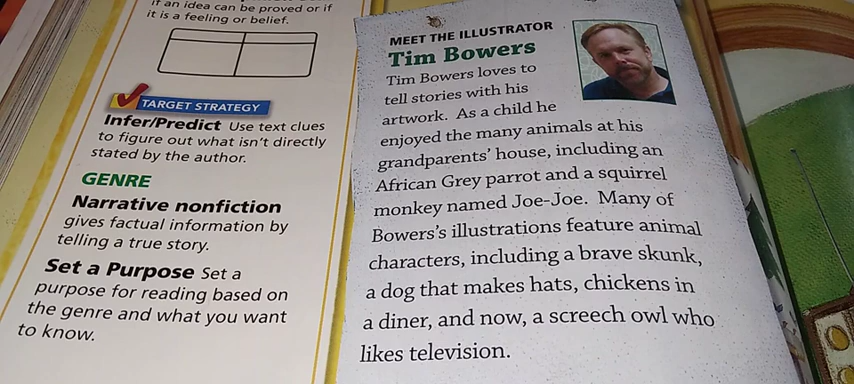 if an idea can be proved or if
it is a feeling or belief.
TARGET STRATEGY
Infer/Predict Use text clues
to figure out what isn't directly
stated by the author.
GENRE
Narrative nonfiction
gives factual information by
telling a true story.
Set a Purpose Set a
purpose for reading based on
the genre and what you want
to know.
MEET THE ILLUSTRATOR
Tim Bowers
Tim Bowers loves to
tell stories with his
artwork. As a child he
enjoyed the many animals at his
grandparents' house, including an
African Grey parrot and a squirrel
monkey named Joe-Joe. Many of
Bowers's illustrations feature animal
characters, including a brave skunk,
a dog that makes hats, chickens in
a diner, and now, a screech owl who
likes television.